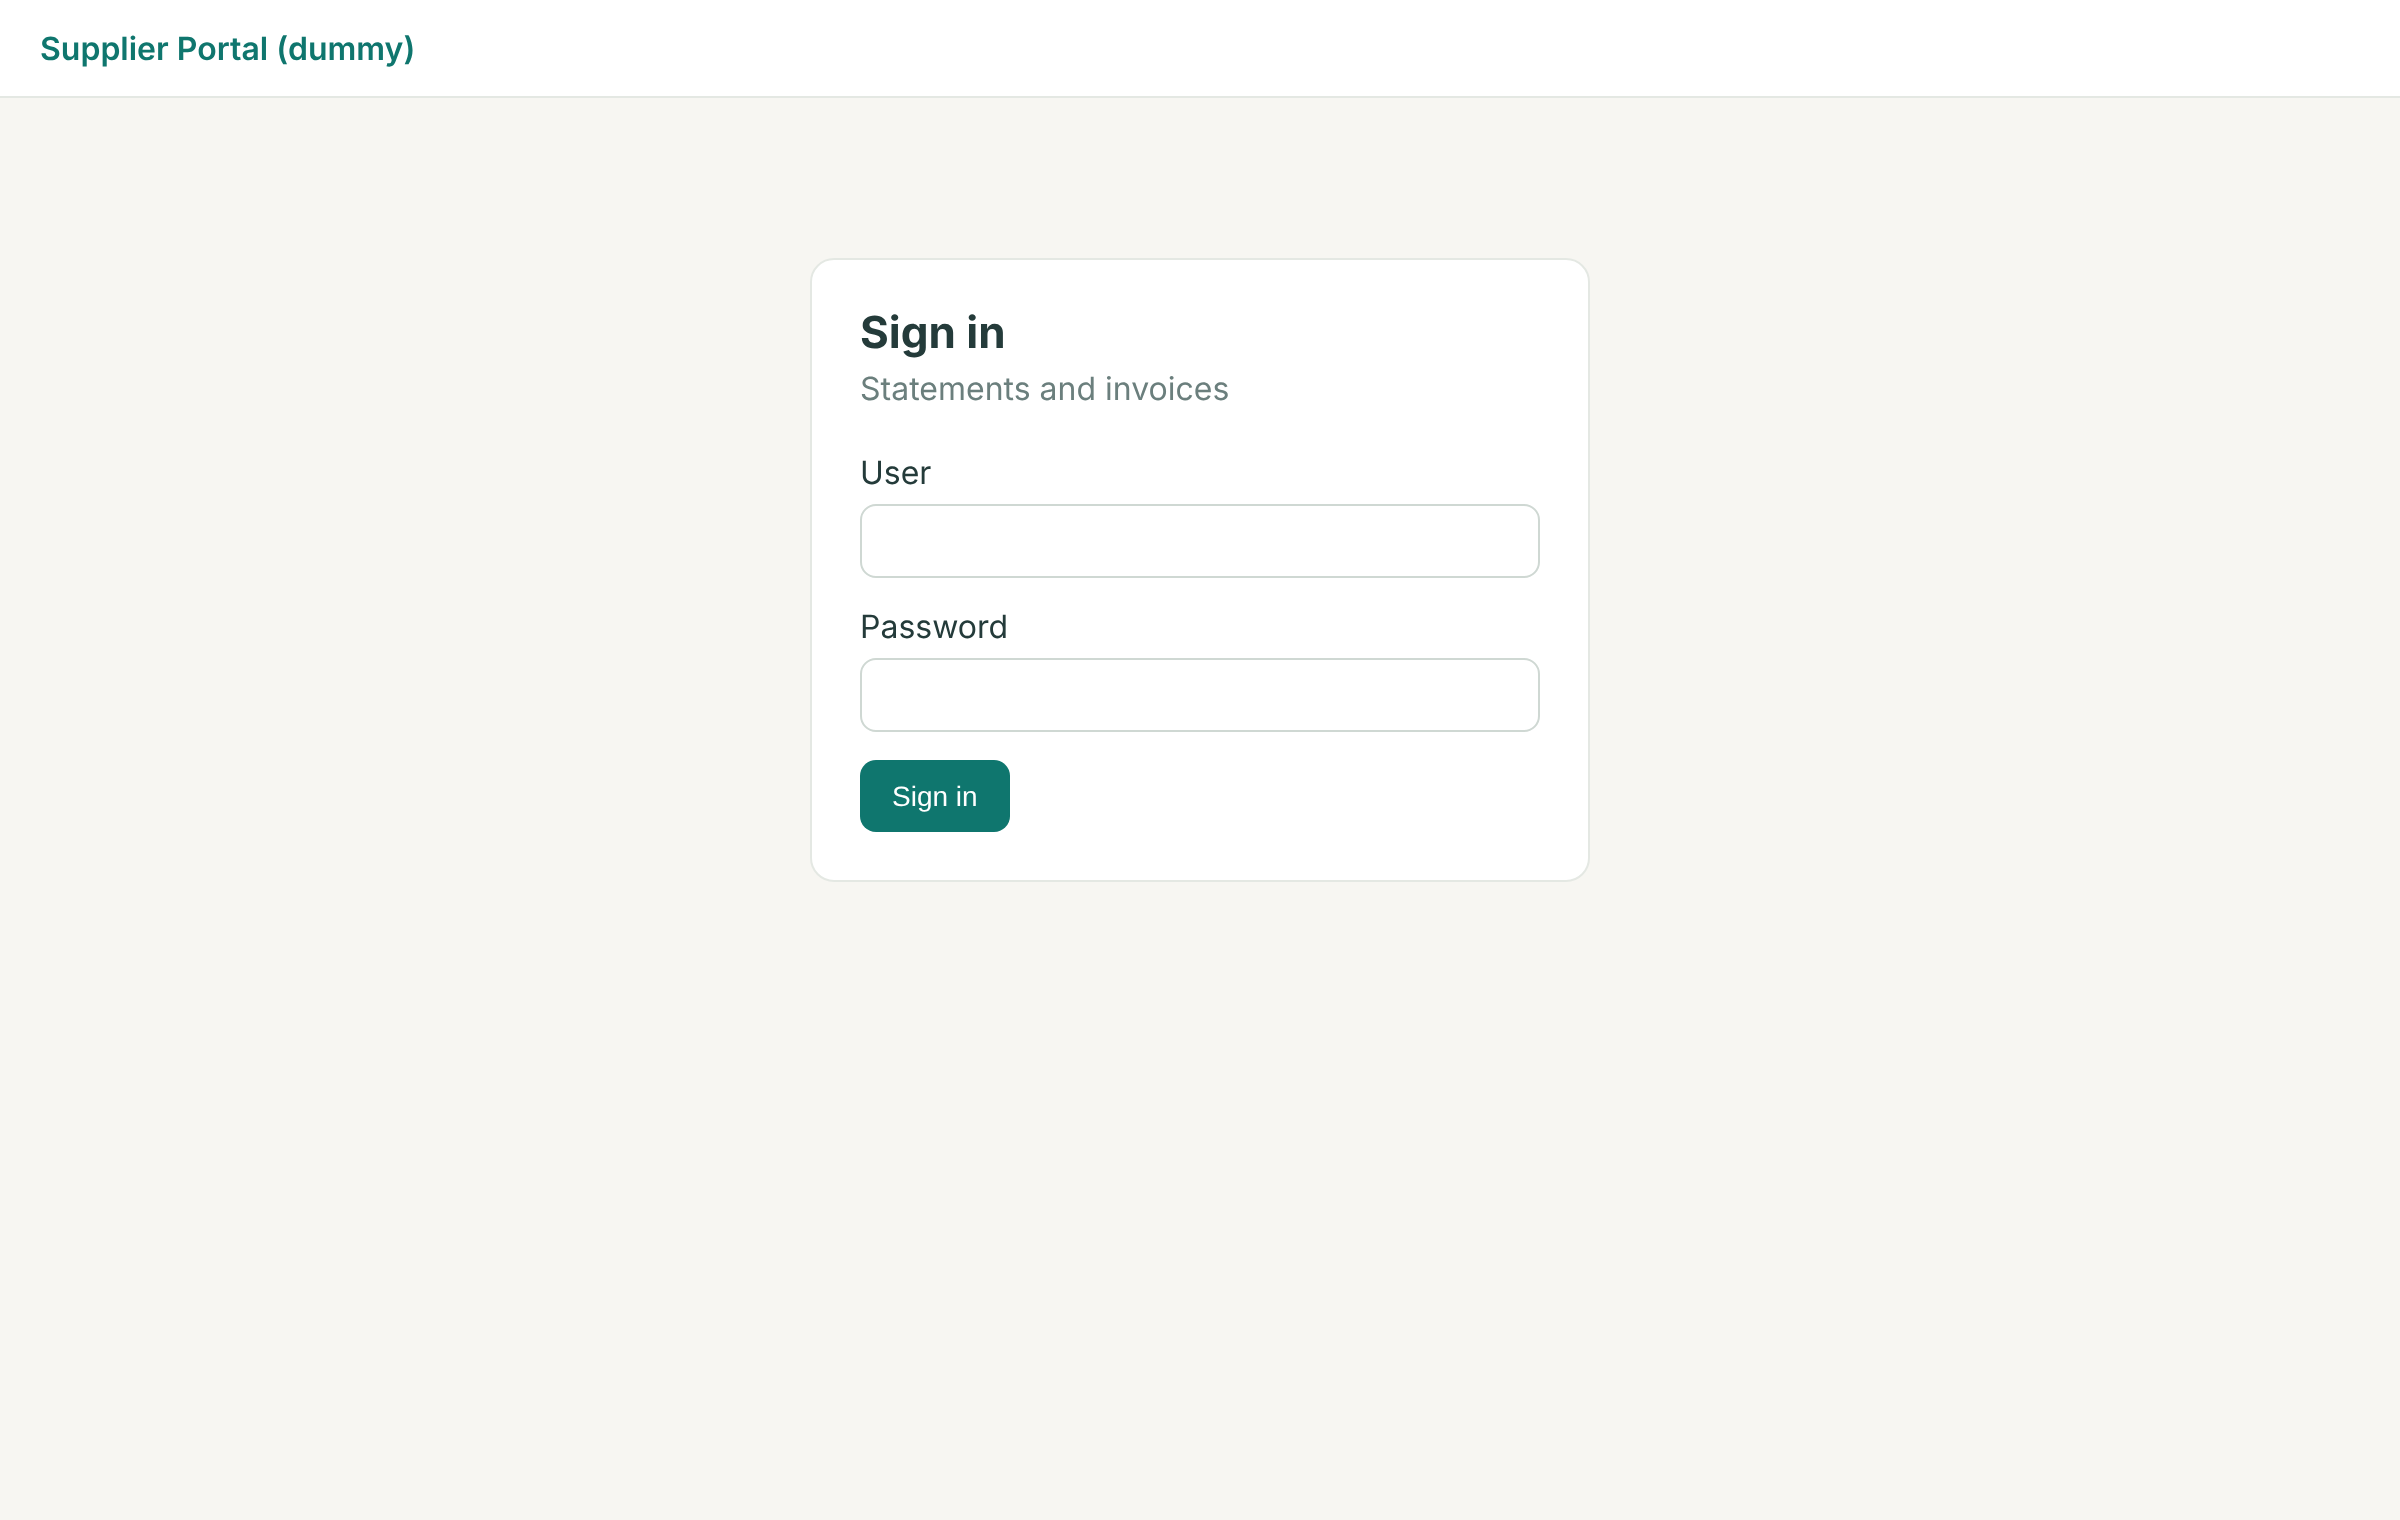 Supplier Portal (dummy)
Sign in
Statements and invoices
User
Password
Sign in